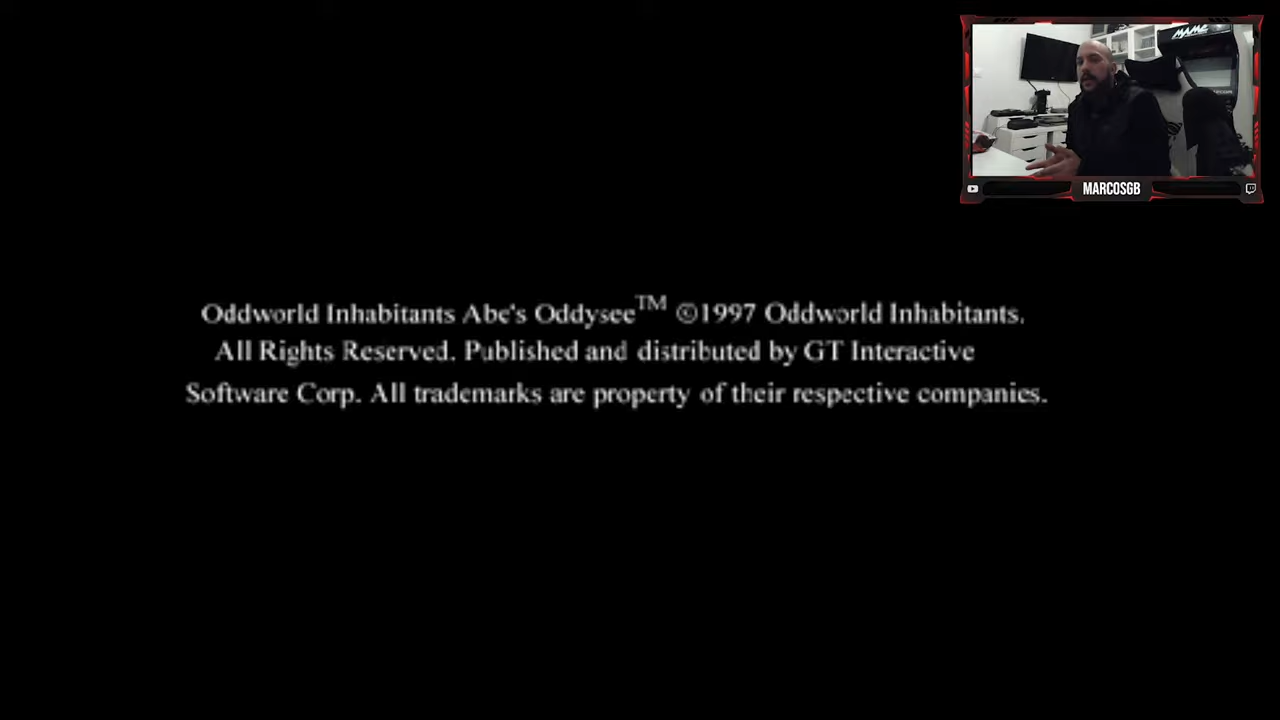 MAME
MARCOSGB
Oddworld Inhabitants Abe's Oddysee™ ©1997 Oddworld Inhabitants.
All Rights Reserved. Published and distributed by GT Interactive
Software Corp. All trademarks are property of their respective companies.